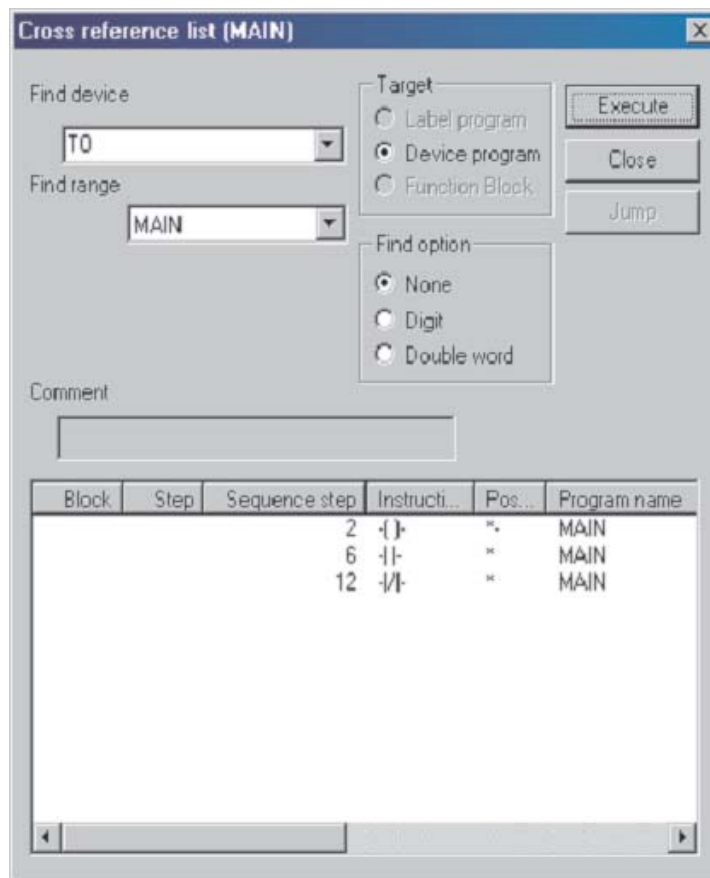 Cross reference list (MAIN)
Find device
T0
Find range
MAIN
Target
Label program
Device program
Function Block
Find option
None
Digit
Double word
Execute
Close
Jump
Comment
Block Step Sequence step Instructi... Pos... Program name
2 -( )- *- MAIN
6 -| |- * MAIN
12 -|/|- * MAIN